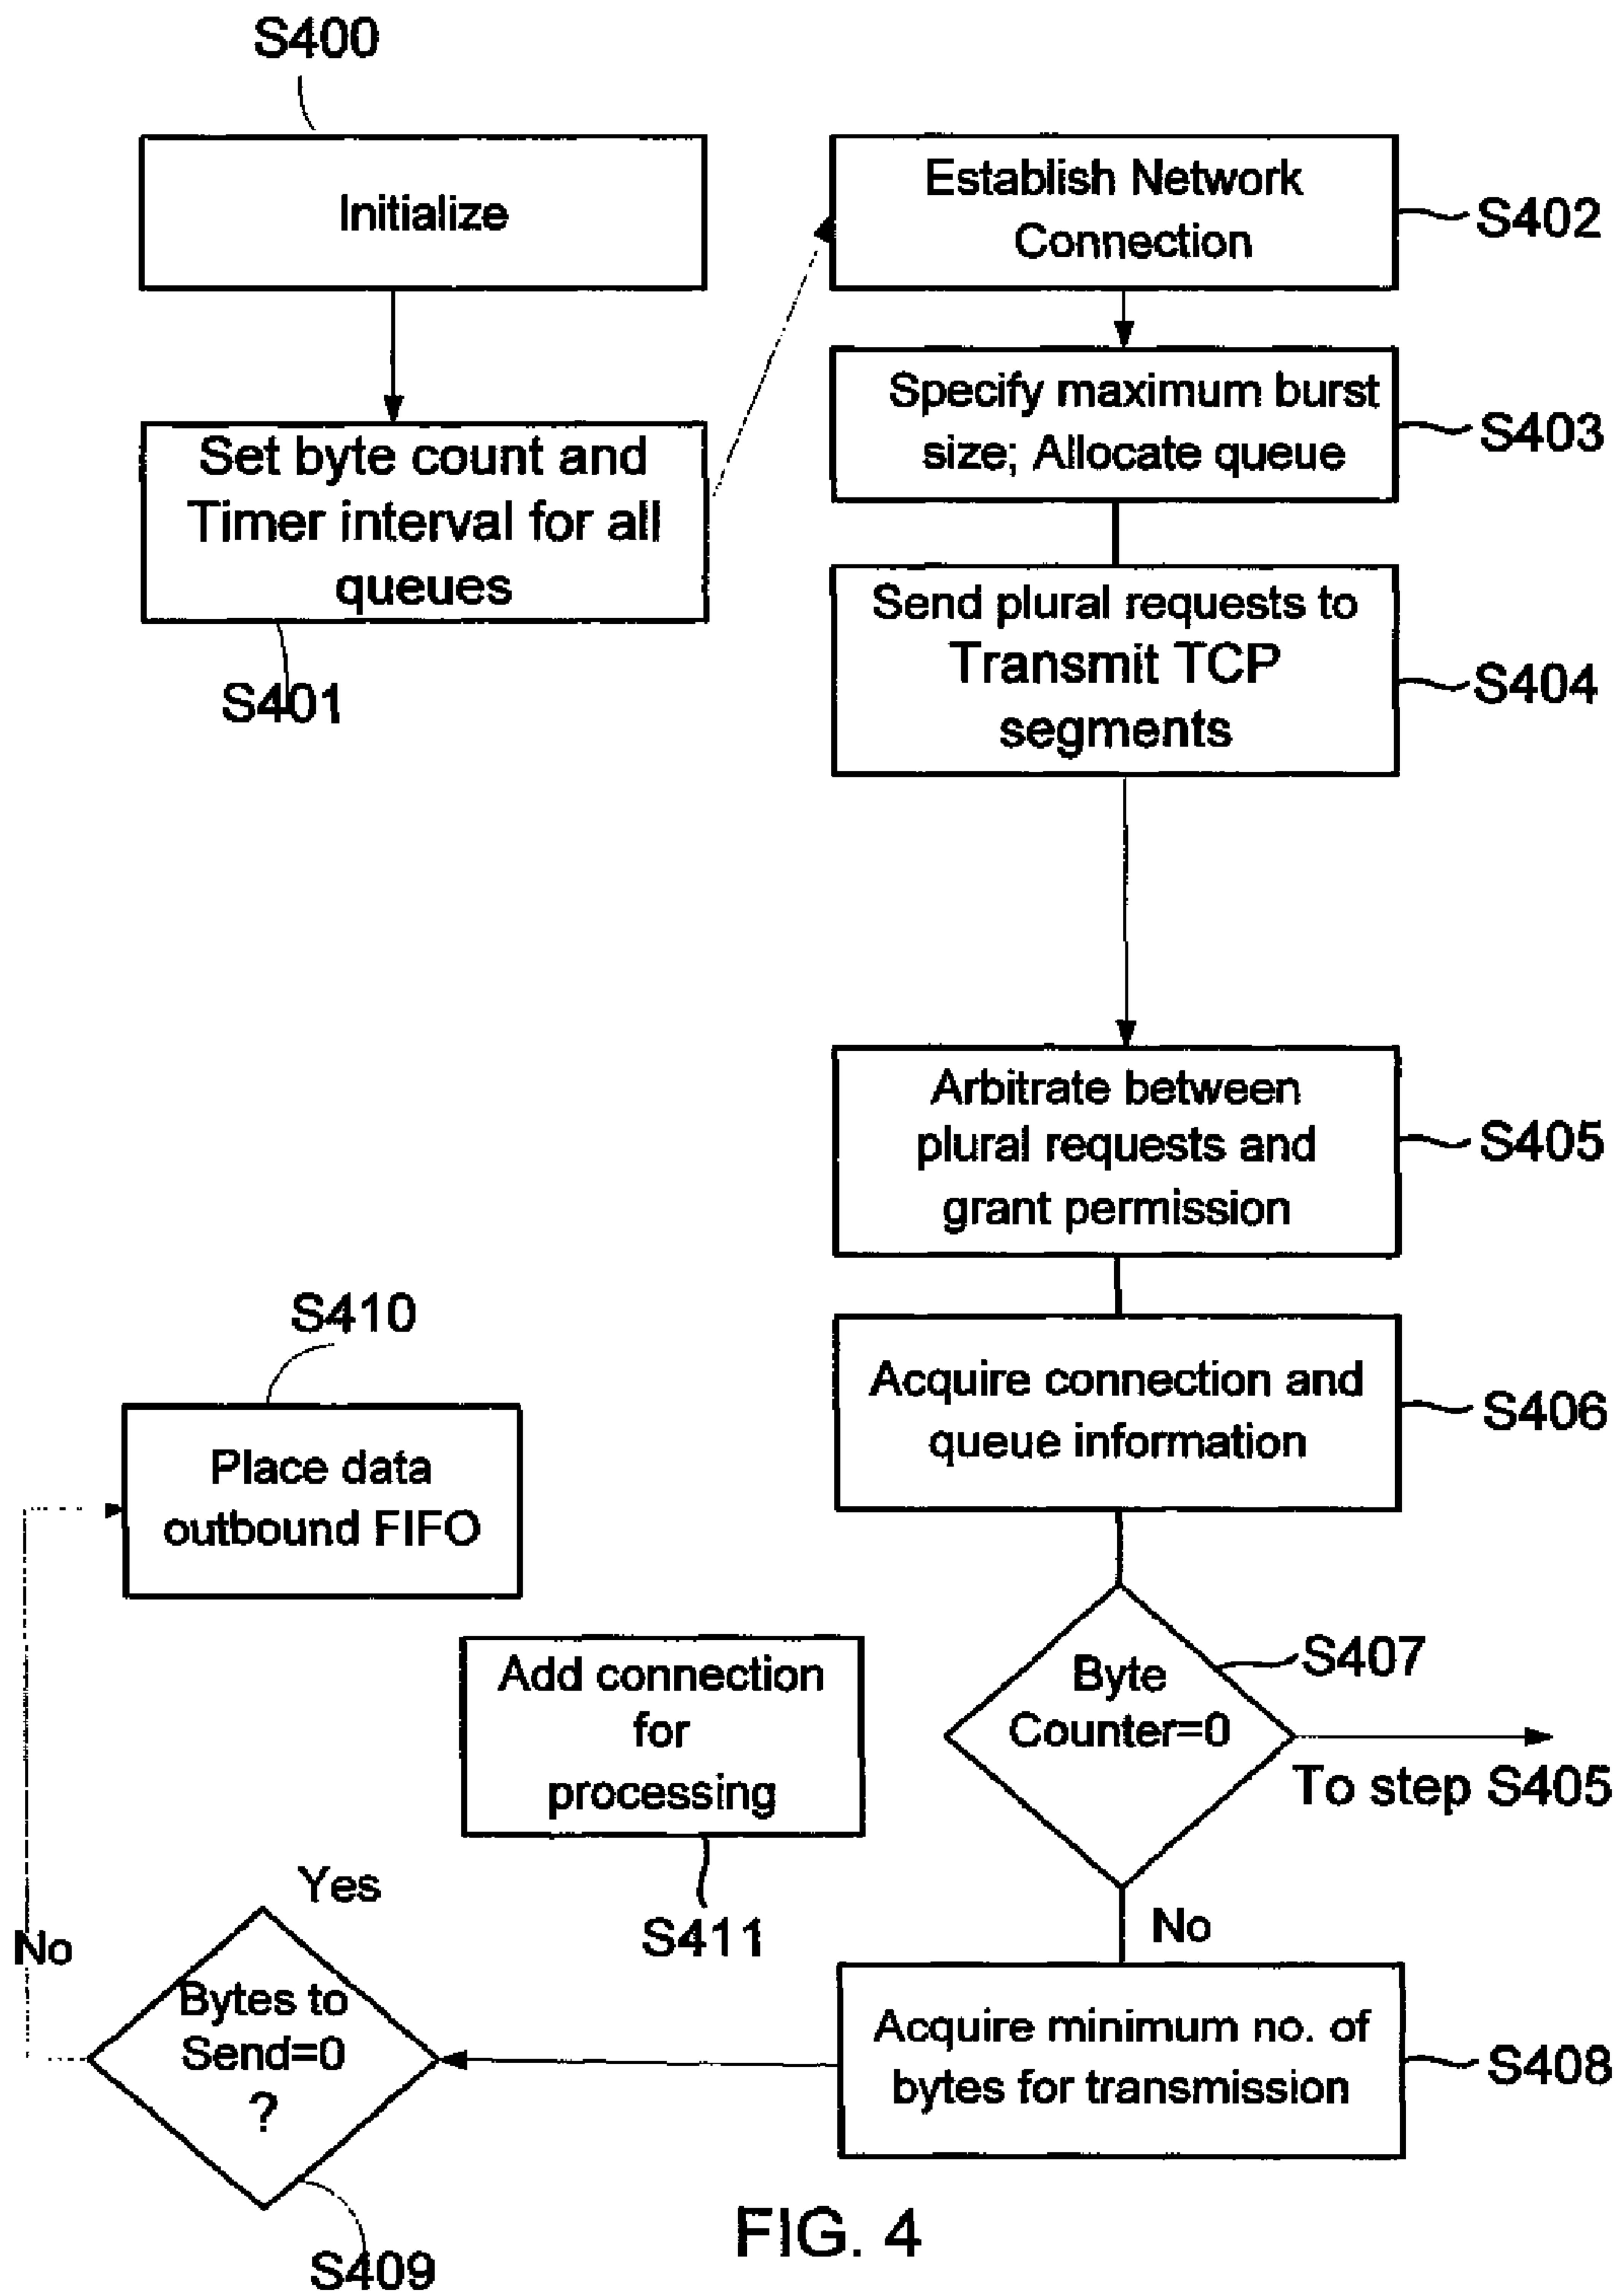 S400
Initialize
Set byte count and
Timer interval for all
queues
S401
Establish Network
Connection
S402
Specify maximum burst
size; Allocate queue
S403
Send plural requests to
Transmit TCP
segments
S404
Arbitrate between
plural requests and
grant permission
S405
Acquire connection and
queue information
S406
Byte
Counter=0
S407
To step S405
No
Acquire minimum no. of
bytes for transmission
S408
S410
Place data
outbound FIFO
Add connection
for
processing
S411
Yes
No
Bytes to
Send=0
?
S409
FIG. 4